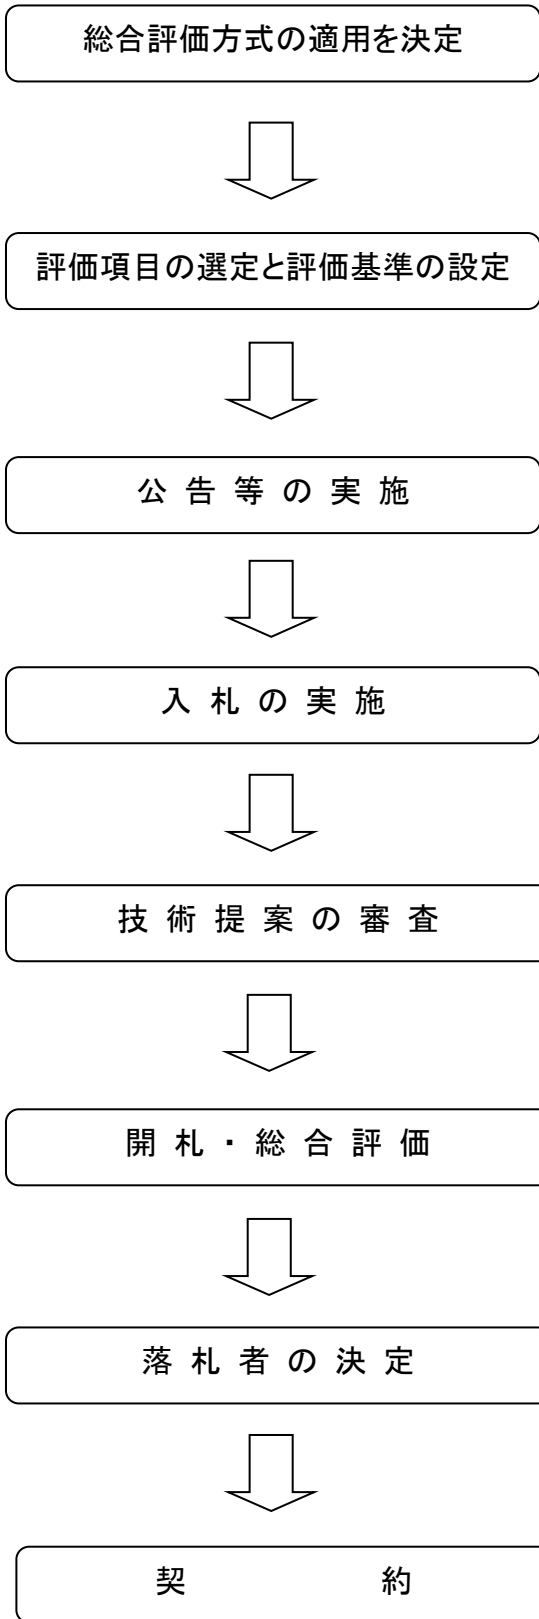 総合評価方式の適用を決定
評価項目の選定と評価基準の設定
公告等の実施
入札の実施
技術提案の審査
開札・総合評価
落札者の決定
契約